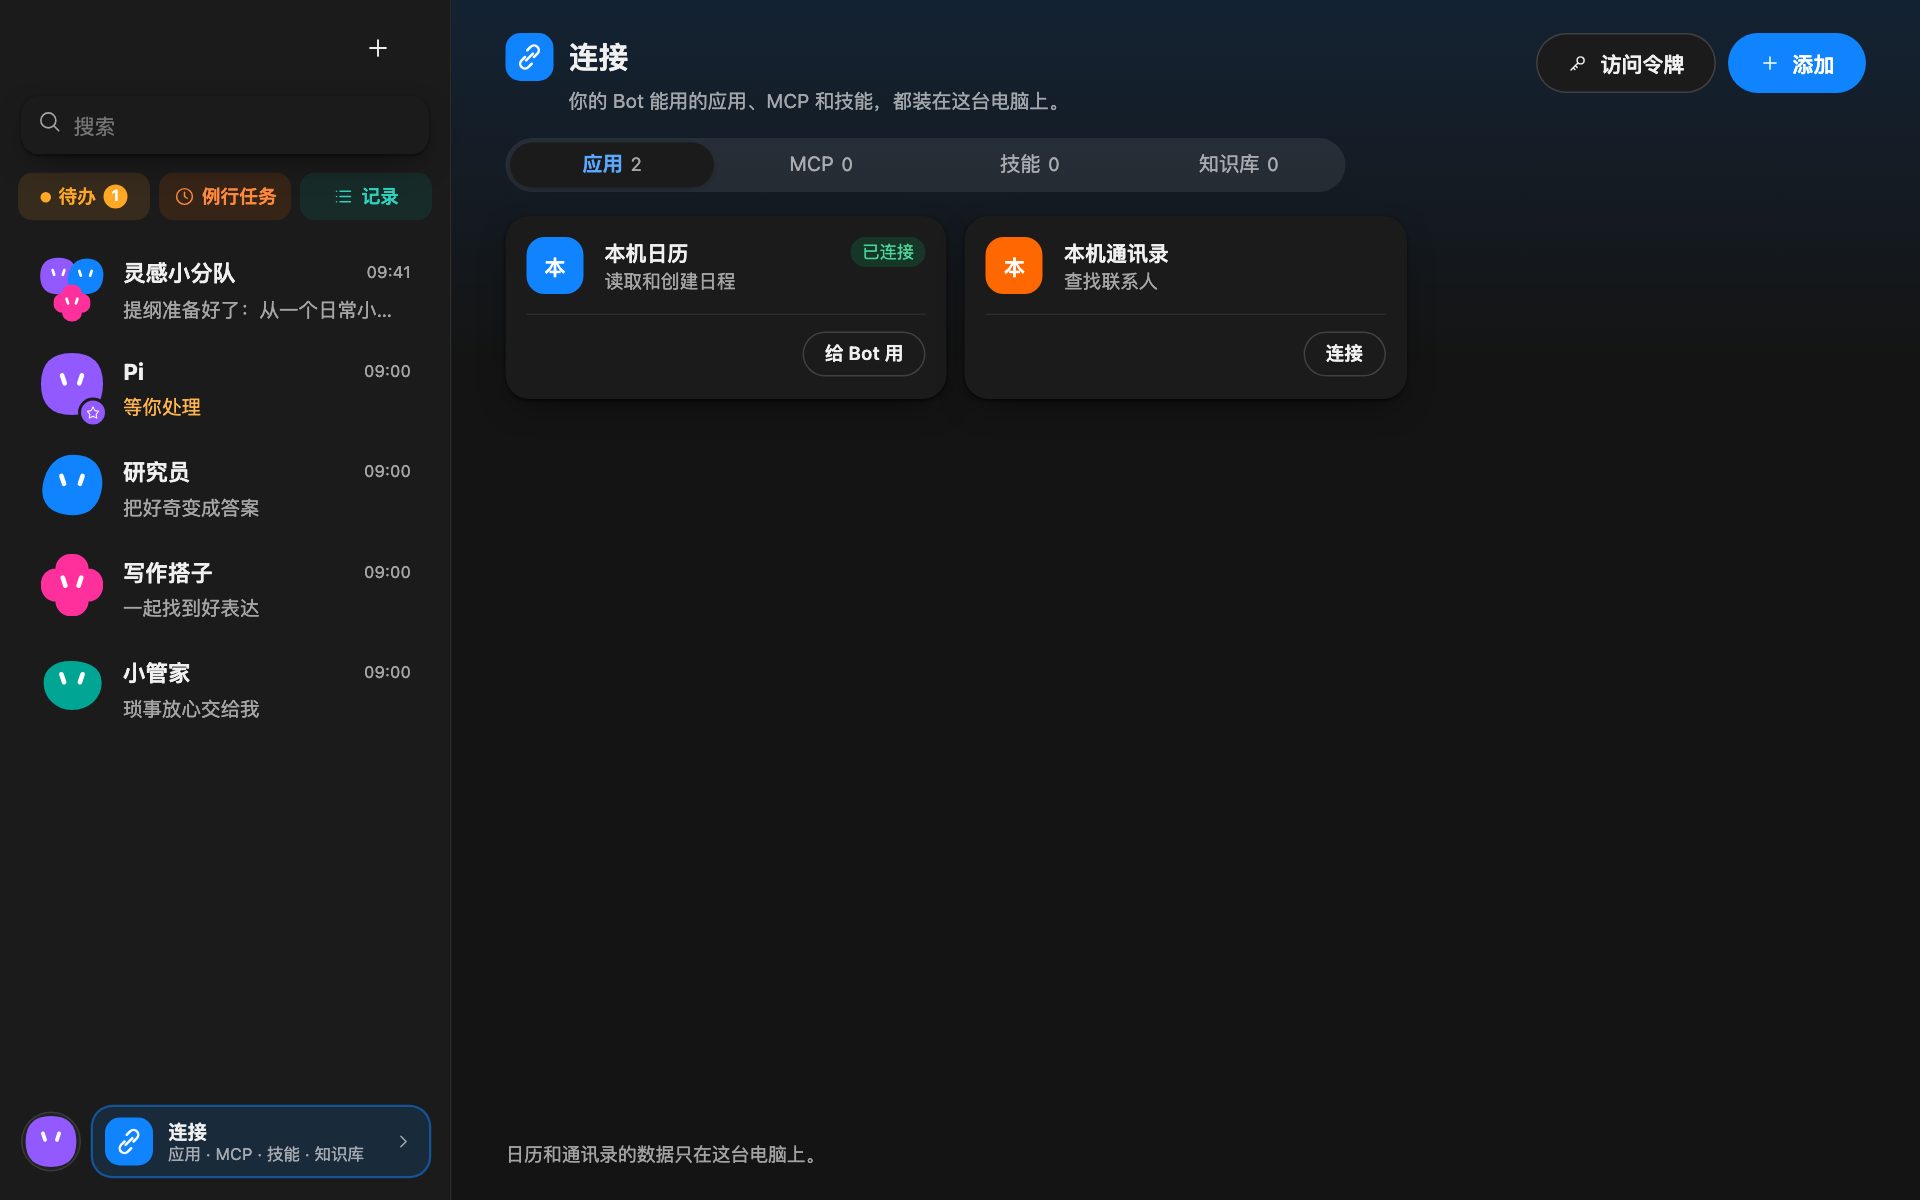 搜索
待办 1
例行任务
记录
灵感小分队 09:41
提纲准备好了：从一个日常小...
Pi 09:00
等你处理
研究员 09:00
把好奇变成答案
写作搭子 09:00
一起找到好表达
小管家 09:00
琐事放心交给我
连接
应用 · MCP · 技能 · 知识库
连接
你的 Bot 能用的应用、MCP 和技能，都装在这台电脑上。
访问令牌
添加
应用 2
MCP 0
技能 0
知识库 0
本
本机日历
已连接
读取和创建日程
给 Bot 用
本
本机通讯录
查找联系人
连接
日历和通讯录的数据只在这台电脑上。